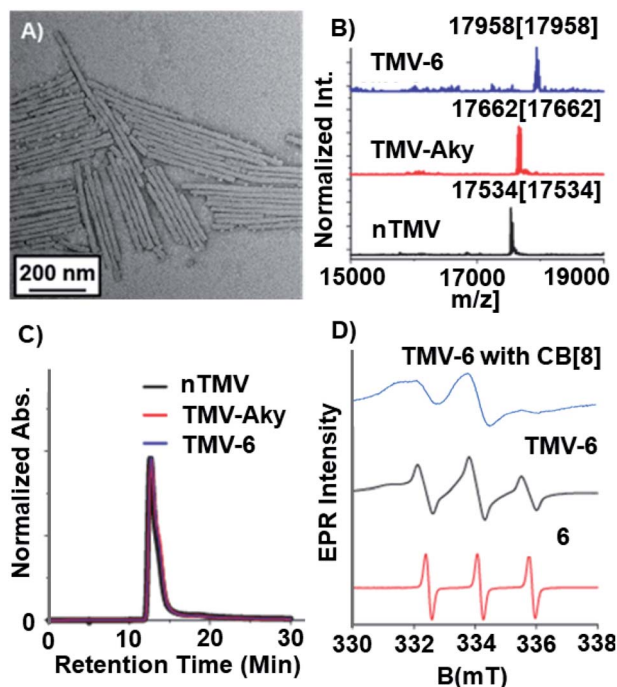 A)
200 nm
B)
17958[17958]
TMV-6
17662[17662]
TMV-Aky
17534[17534]
nTMV
Normalized Int.
15000 17000 19000
m/z]
C)
nTMV
TMV-Aky
TMV-6
Normalized Abs.
0
0 10 20 30
Retention Time (Min)
D)
TMV-6 with CB[8]
TMV-6
6
EPR Intensity
330 332 334 336 338
B(mT)